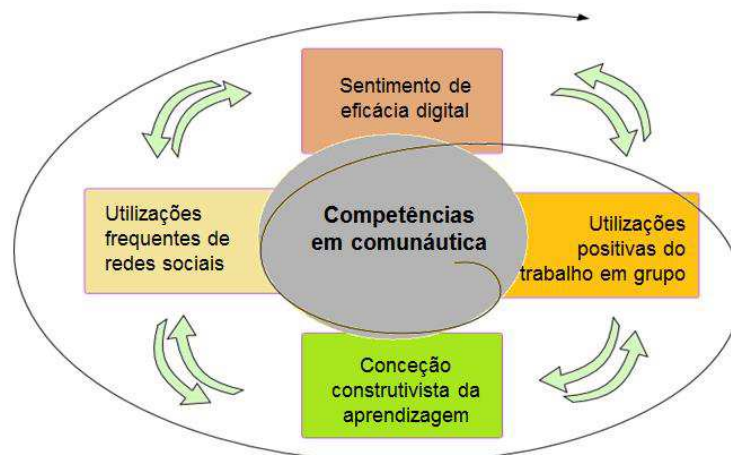 Sentimento de
eficácia digital
Utilizações
frequentes de
redes sociais
Competências
em comunáutica
Utilizações
positivas do
trabalho em grupo
Conceção
construtivista da
aprendizagem